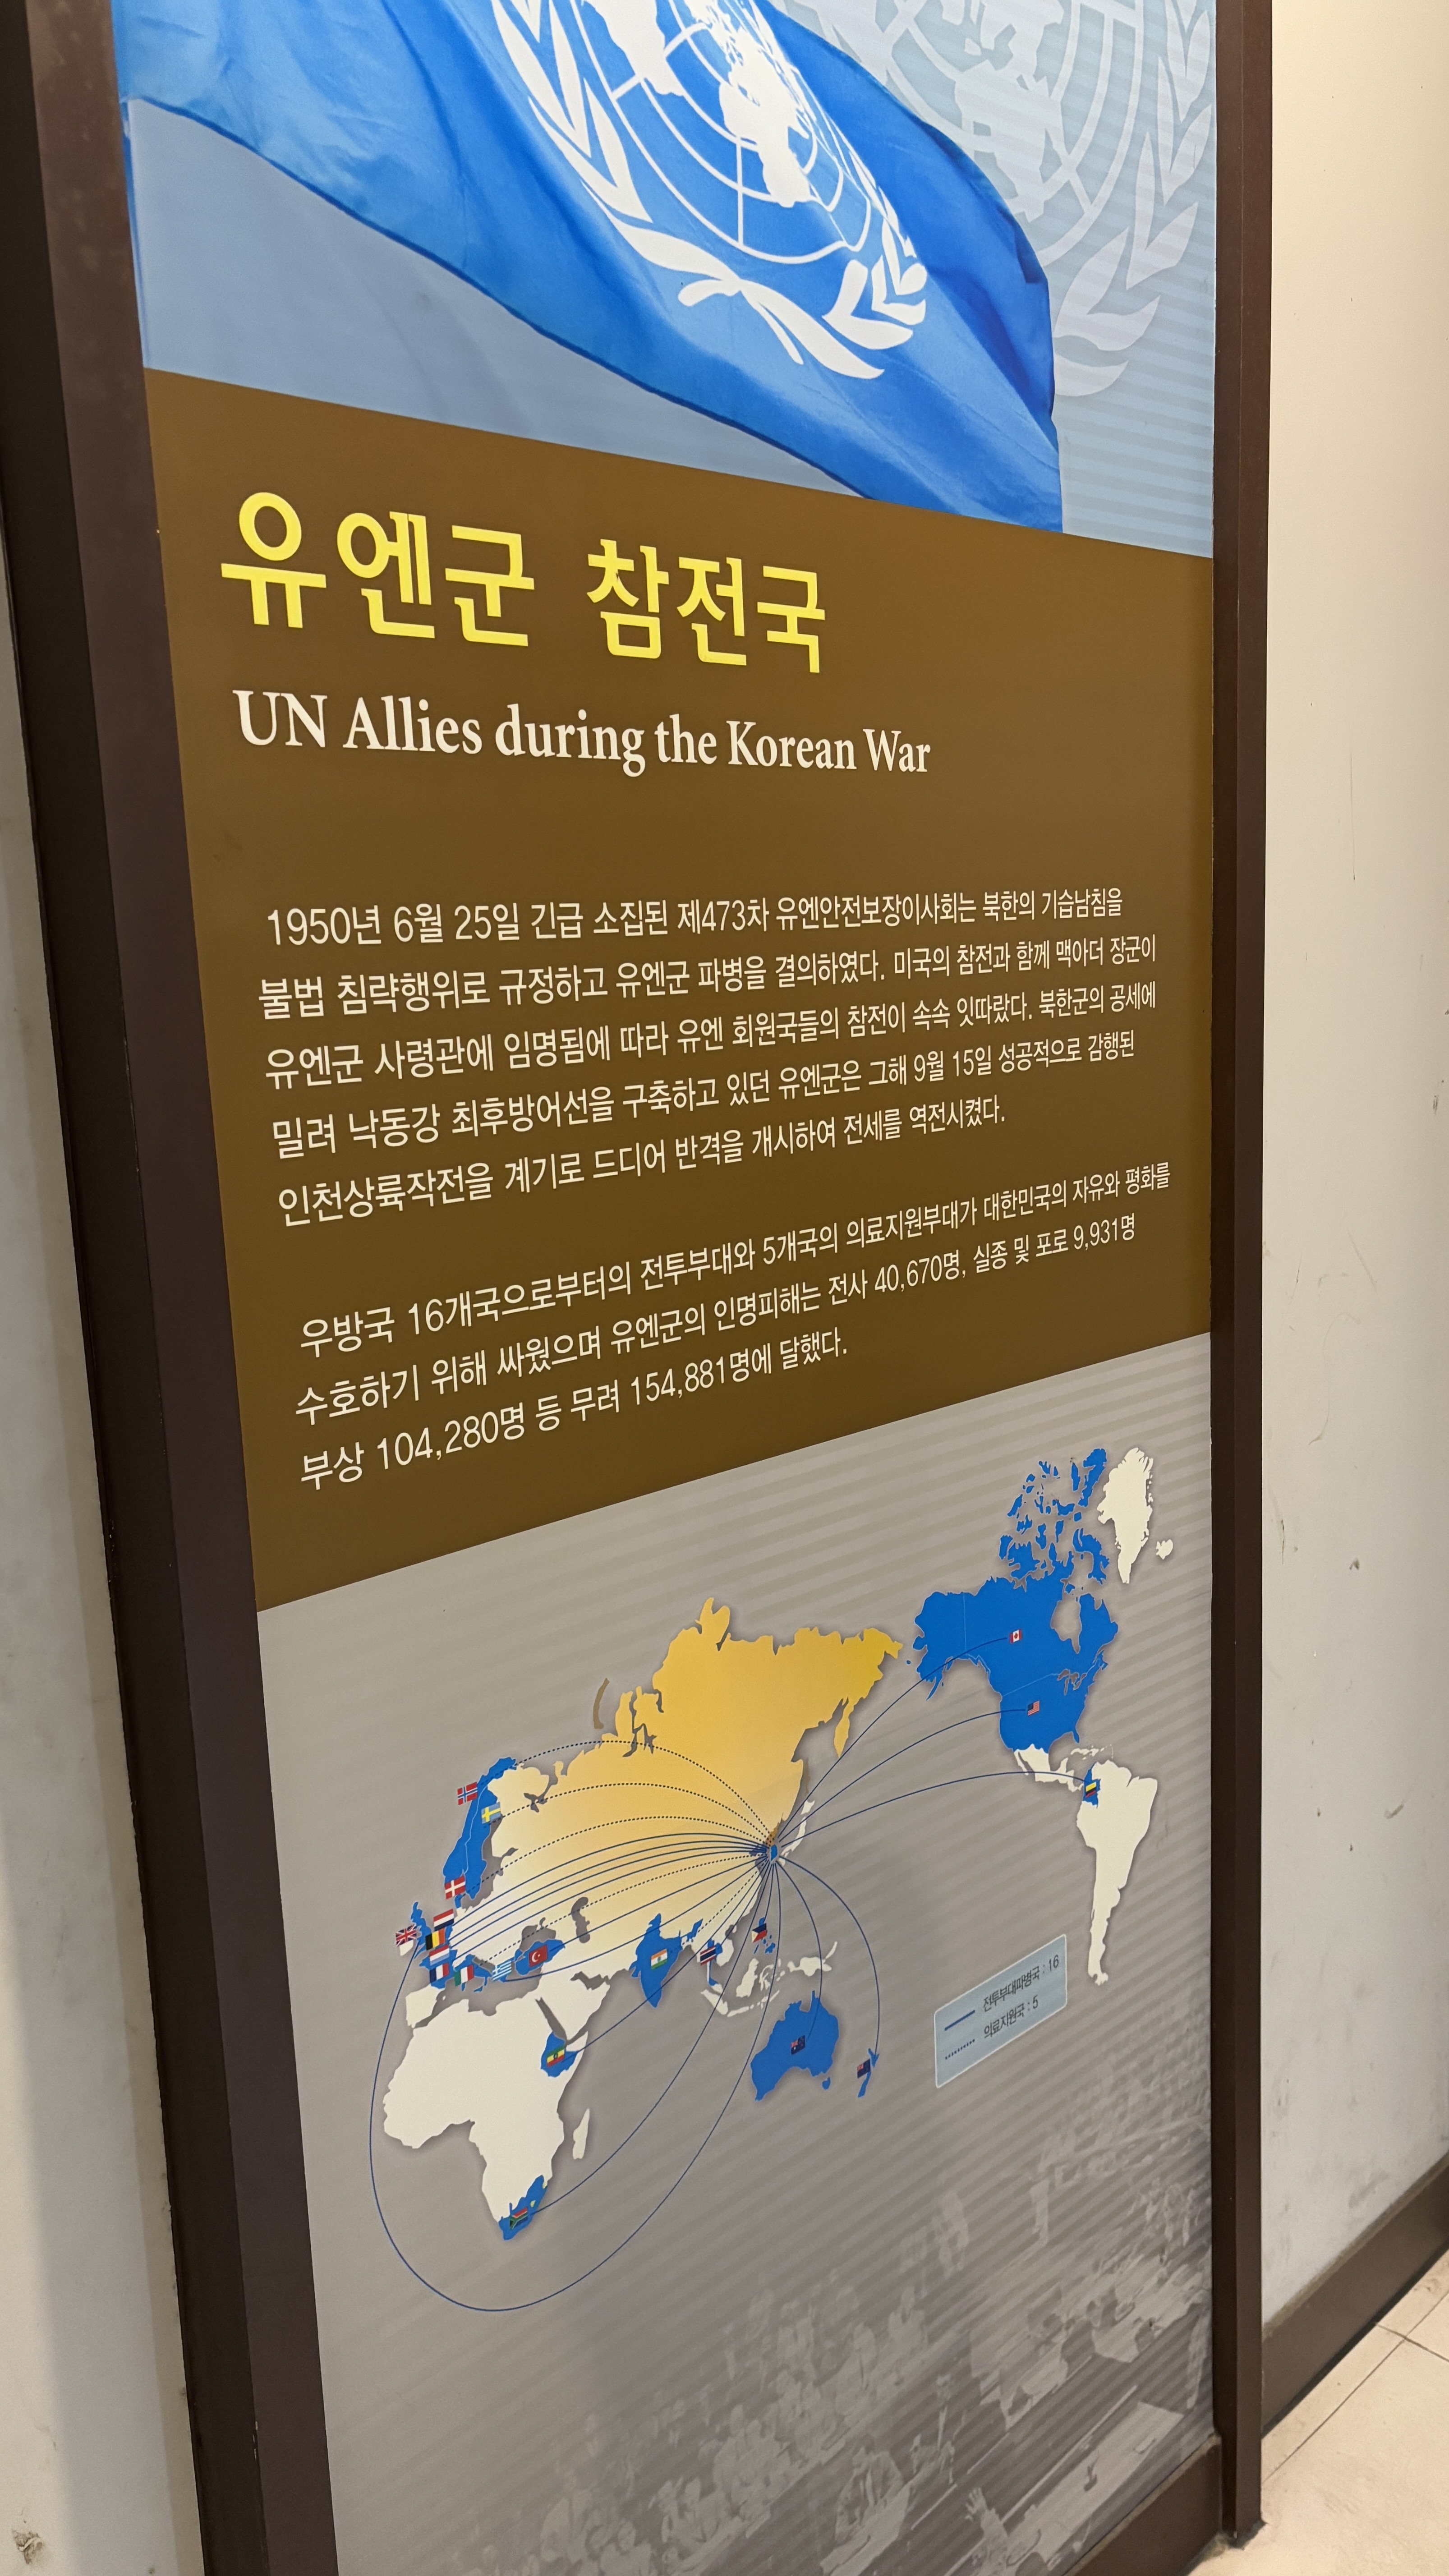 유엔군 참전국
UN Allies during the Korean War
1950년 6월 25일 긴급 소집된 제473차 유엔안전보장이사회는 북한의 기습남침을
불법 침략행위로 규정하고 유엔군 파병을 결의하였다. 미국의 참전과 함께 맥아더 장군이
유엔군 사령관에 임명됨에 따라 유엔 회원국들의 참전이 속속 잇따랐다. 북한군의 공세에
밀려 낙동강 최후방어선을 구축하고 있던 유엔군은 그해 9월 15일 성공적으로 감행된
인천상륙작전을 계기로 드디어 반격을 개시하여 전세를 역전시켰다.
우방국 16개국으로부터의 전투부대와 5개국의 의료지원부대가 대한민국의 자유와 평화를
수호하기 위해 싸웠으며 유엔군의 인명피해는 전사 40,670명, 실종 및 포로 9,931명
부상 104,280명 등 무려 154,881명에 달했다.
전투부대파병국 : 16
의료지원국 : 5